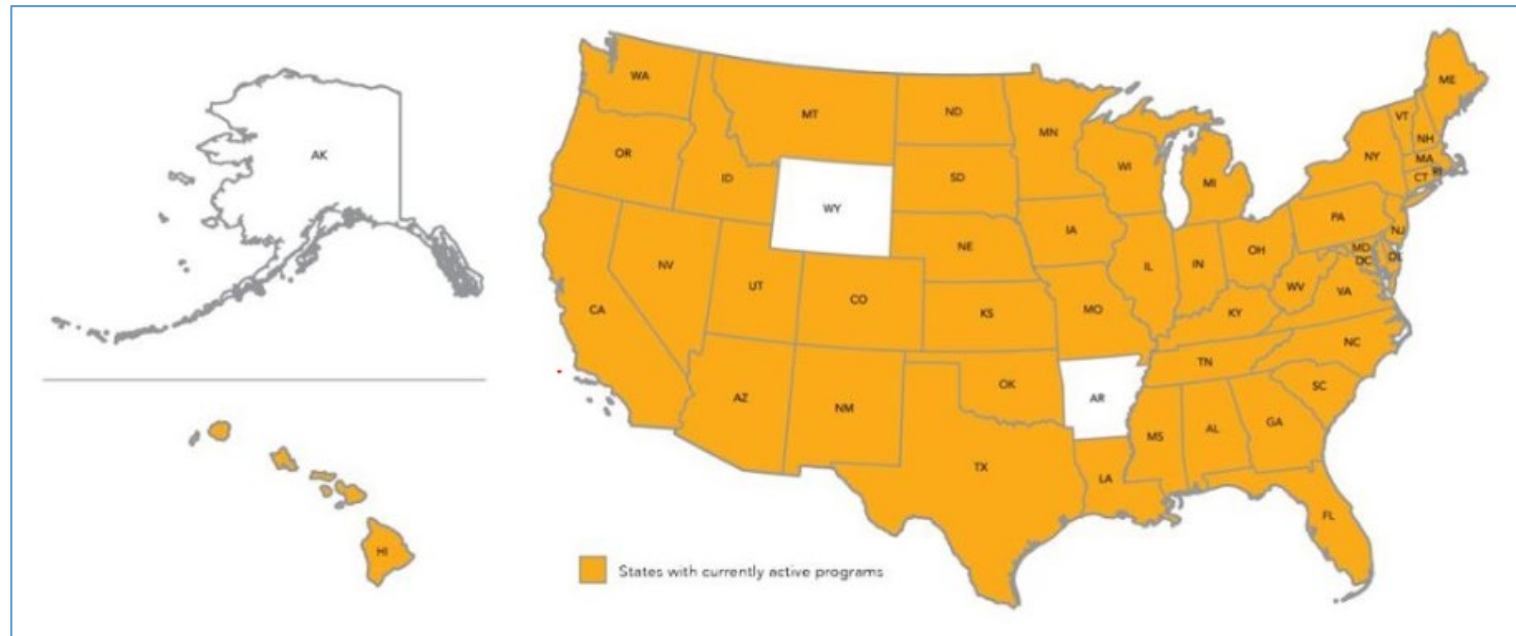 WA
MT
ND
MN
ME
VT
NH
OR
ID
WY
SD
WI
MI
NY
MA
CT
RI
NV
UT
CO
NE
IA
IL
IN
OH
PA
NJ
MD
DC
DE
CA
KS
MO
KY
WV
VA
AZ
NM
OK
AR
TN
NC
SC
TX
LA
MS
AL
GA
FL
AK
HI
States with currently active programs